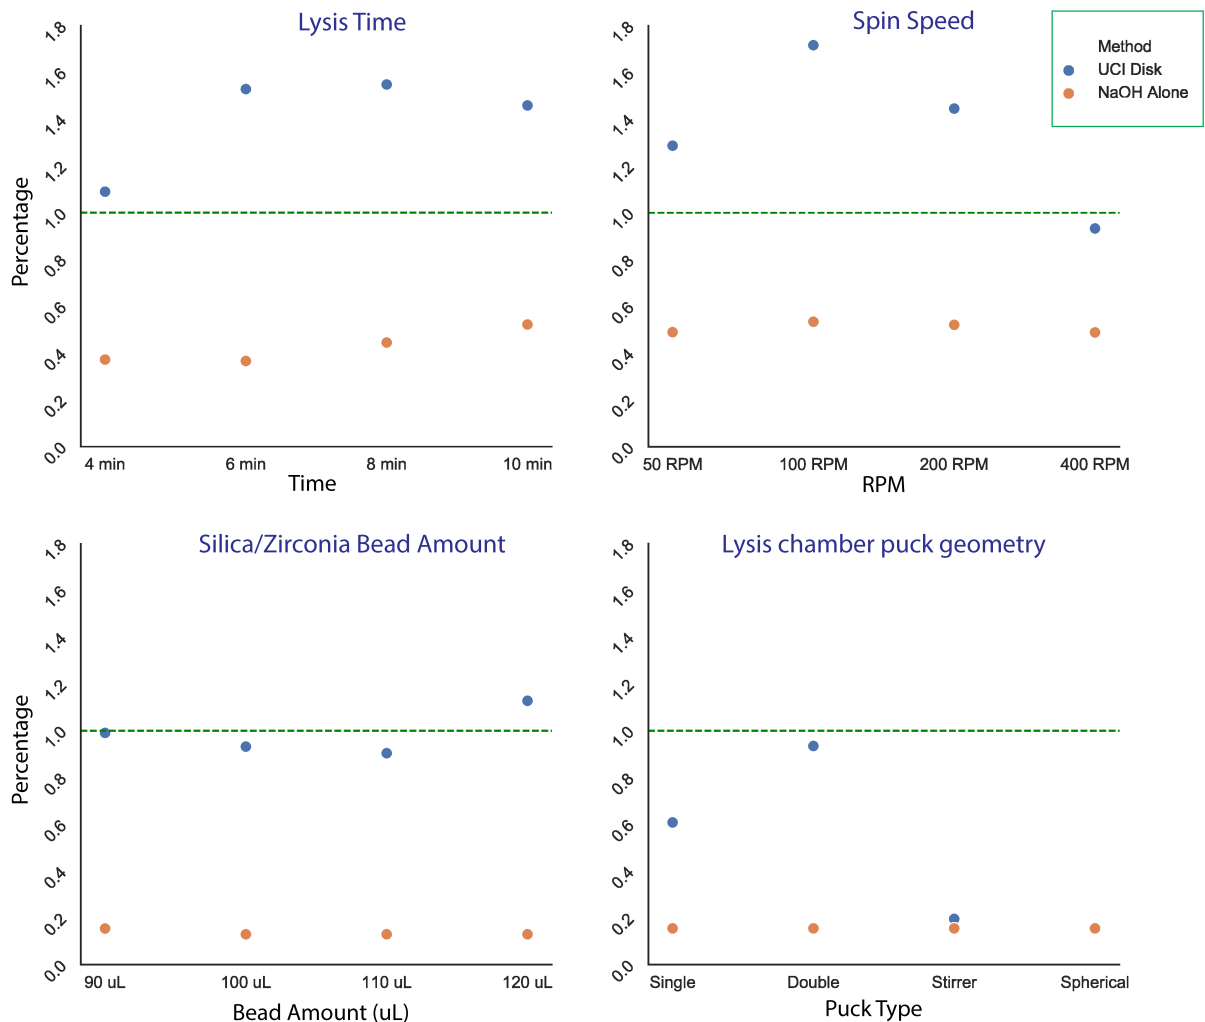 Lysis Time
1.8
1.6
1.4
1.2
1.0
0.8
0.6
0.4
0.2
0.0
Percentage
4 min 6 min 8 min 10 min
Time
Spin Speed
1.8
1.6
1.4
1.2
1.0
0.8
0.6
0.4
0.2
0.0
50 RPM 100 RPM 200 RPM 400 RPM
RPM
Method
UCI Disk
NaOH Alone
Silica/Zirconia Bead Amount
1.8
1.6
1.4
1.2
1.0
0.8
0.6
0.4
0.2
0.0
Percentage
90 uL 100 uL 110 uL 120 uL
Bead Amount (uL)
Lysis chamber puck geometry
1.8
1.6
1.4
1.2
1.0
0.8
0.6
0.4
0.2
0.0
Single Double Stirrer Spherical
Puck Type